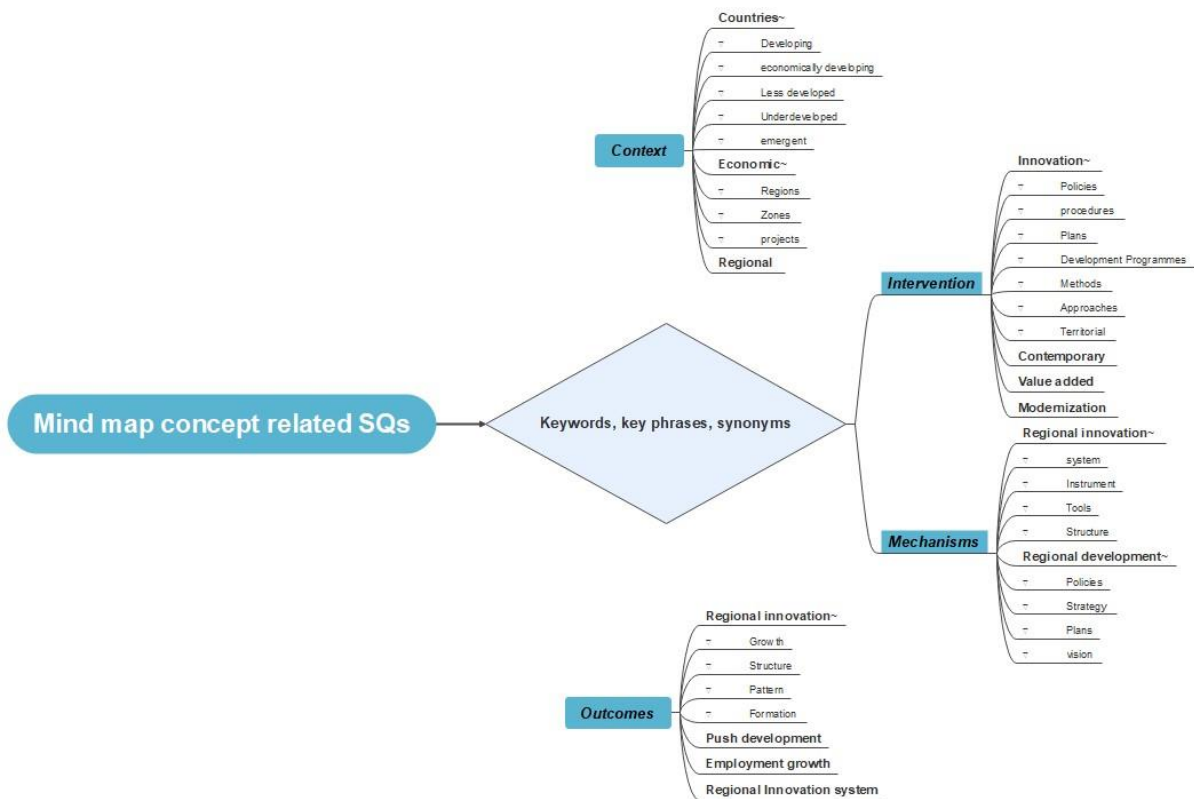 Countries~
- Developing
- economically developing
- Less developed
- Underdeveloped
- emergent
Context
Economic~
- Regions
- Zones
- projects
Regional
Innovation~
- Policies
- procedures
- Plans
- Development Programmes
Intervention
- Methods
- Approaches
- Territorial
Contemporary
Value added
Modernization
Mind map concept related SQs
Keywords, key phrases, synonyms
Regional innovation~
- system
- Instrument
- Tools
- Structure
Mechanisms
Regional development~
- Policies
- Strategy
- Plans
- vision
Regional innovation~
- Growth
- Structure
- Pattern
- Formation
Outcomes
Push development
Employment growth
Regional Innovation system